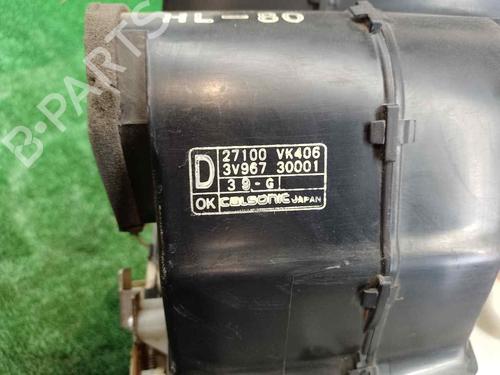 HL-80
B-PARTS
D
27100 VK406
3V967 30001
39-G
OK calsonic JAPAN